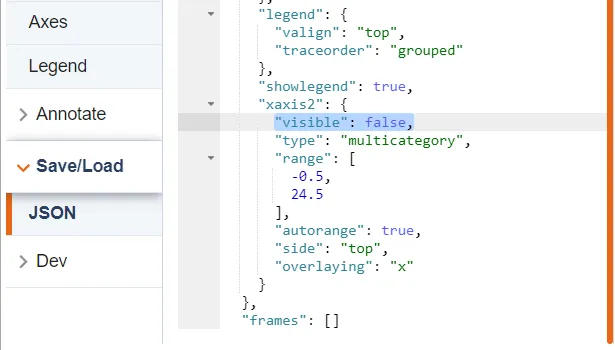 Axes
Legend
Annotate
Save/Load
JSON
Dev
},
"legend": {
"valign": "top",
"traceorder": "grouped"
},
"showlegend": true,
"xaxis2": {
"visible": false,
"type": "multicategory",
"range": [
-0.5,
24.5
],
"autorange": true,
"side": "top",
"overlaying": "x"
}
},
"frames": []